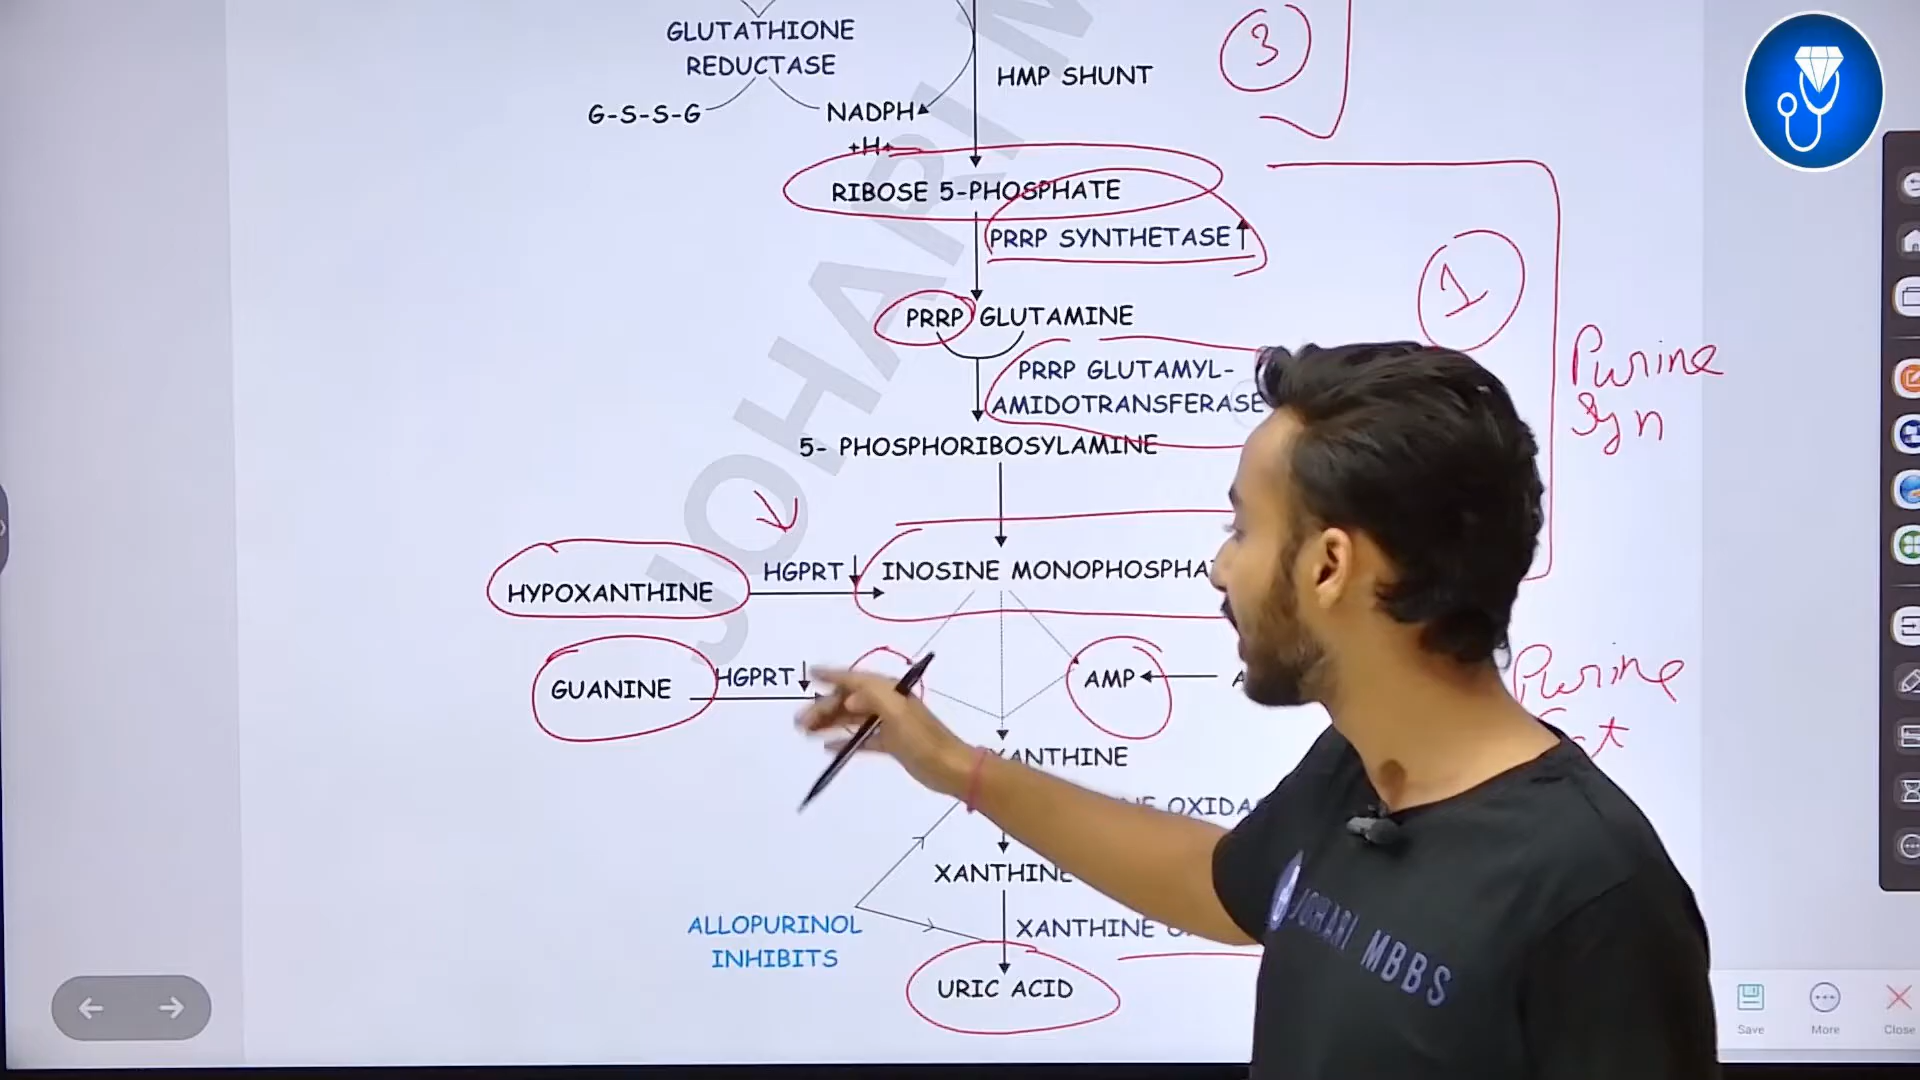 GLUTATHIONE
REDUCTASE
G-S-S-G
NADPH
+H+
HMP SHUNT
3
RIBOSE 5-PHOSPHATE
PRRP SYNTHETASE↑
PRRP GLUTAMINE
1
PRRP GLUTAMYL-
AMIDOTRANSFERASE
Purine
Syn
5- PHOSPHORIBOSYLAMINE
HYPOXANTHINE
HGPRT↓
INOSINE MONOPHOSPHA
GUANINE
HGPRT↓
AMP
Purine
XANTHINE
OXIDA
XANTHINE
ALLOPURINOL
INHIBITS
XANTHINE
URIC ACID
JOHARI M
JOHARI MBBS
Save
More
Close